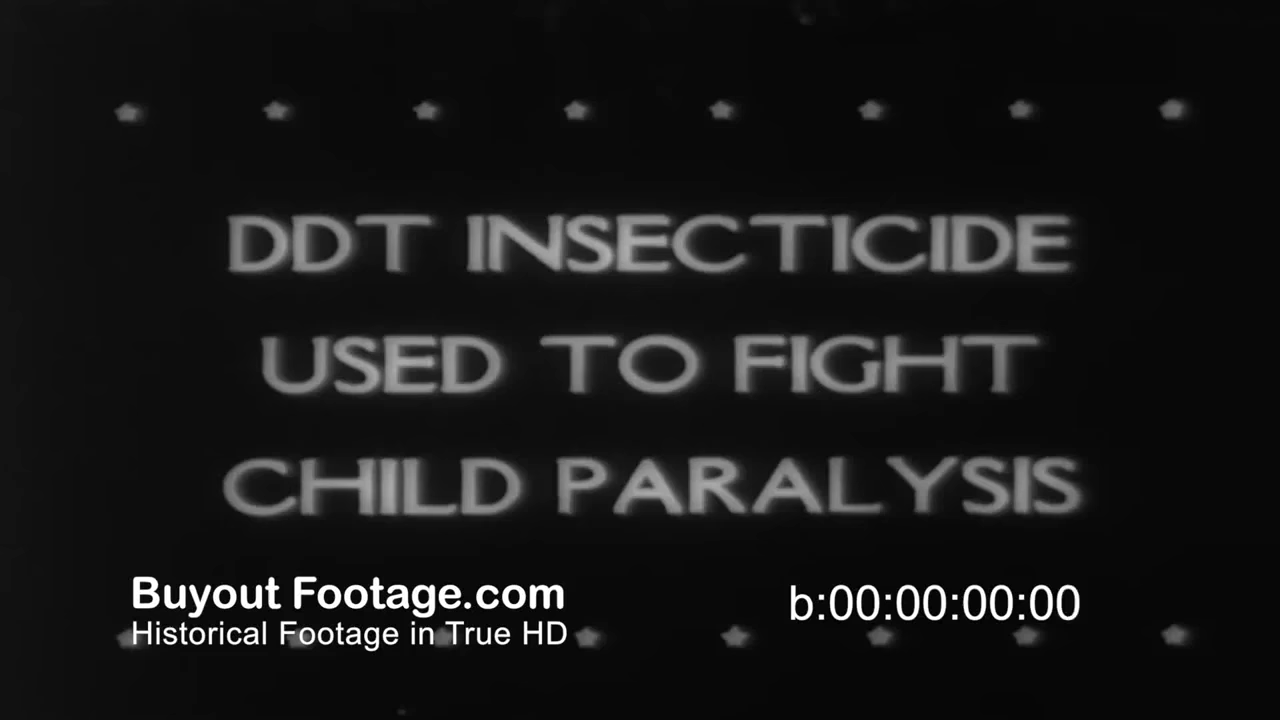 DDT INSECTICIDE
USED TO FIGHT
CHILD PARALYSIS
Buyout Footage.com
b:00:00:00:00
Historical Footage in True HD